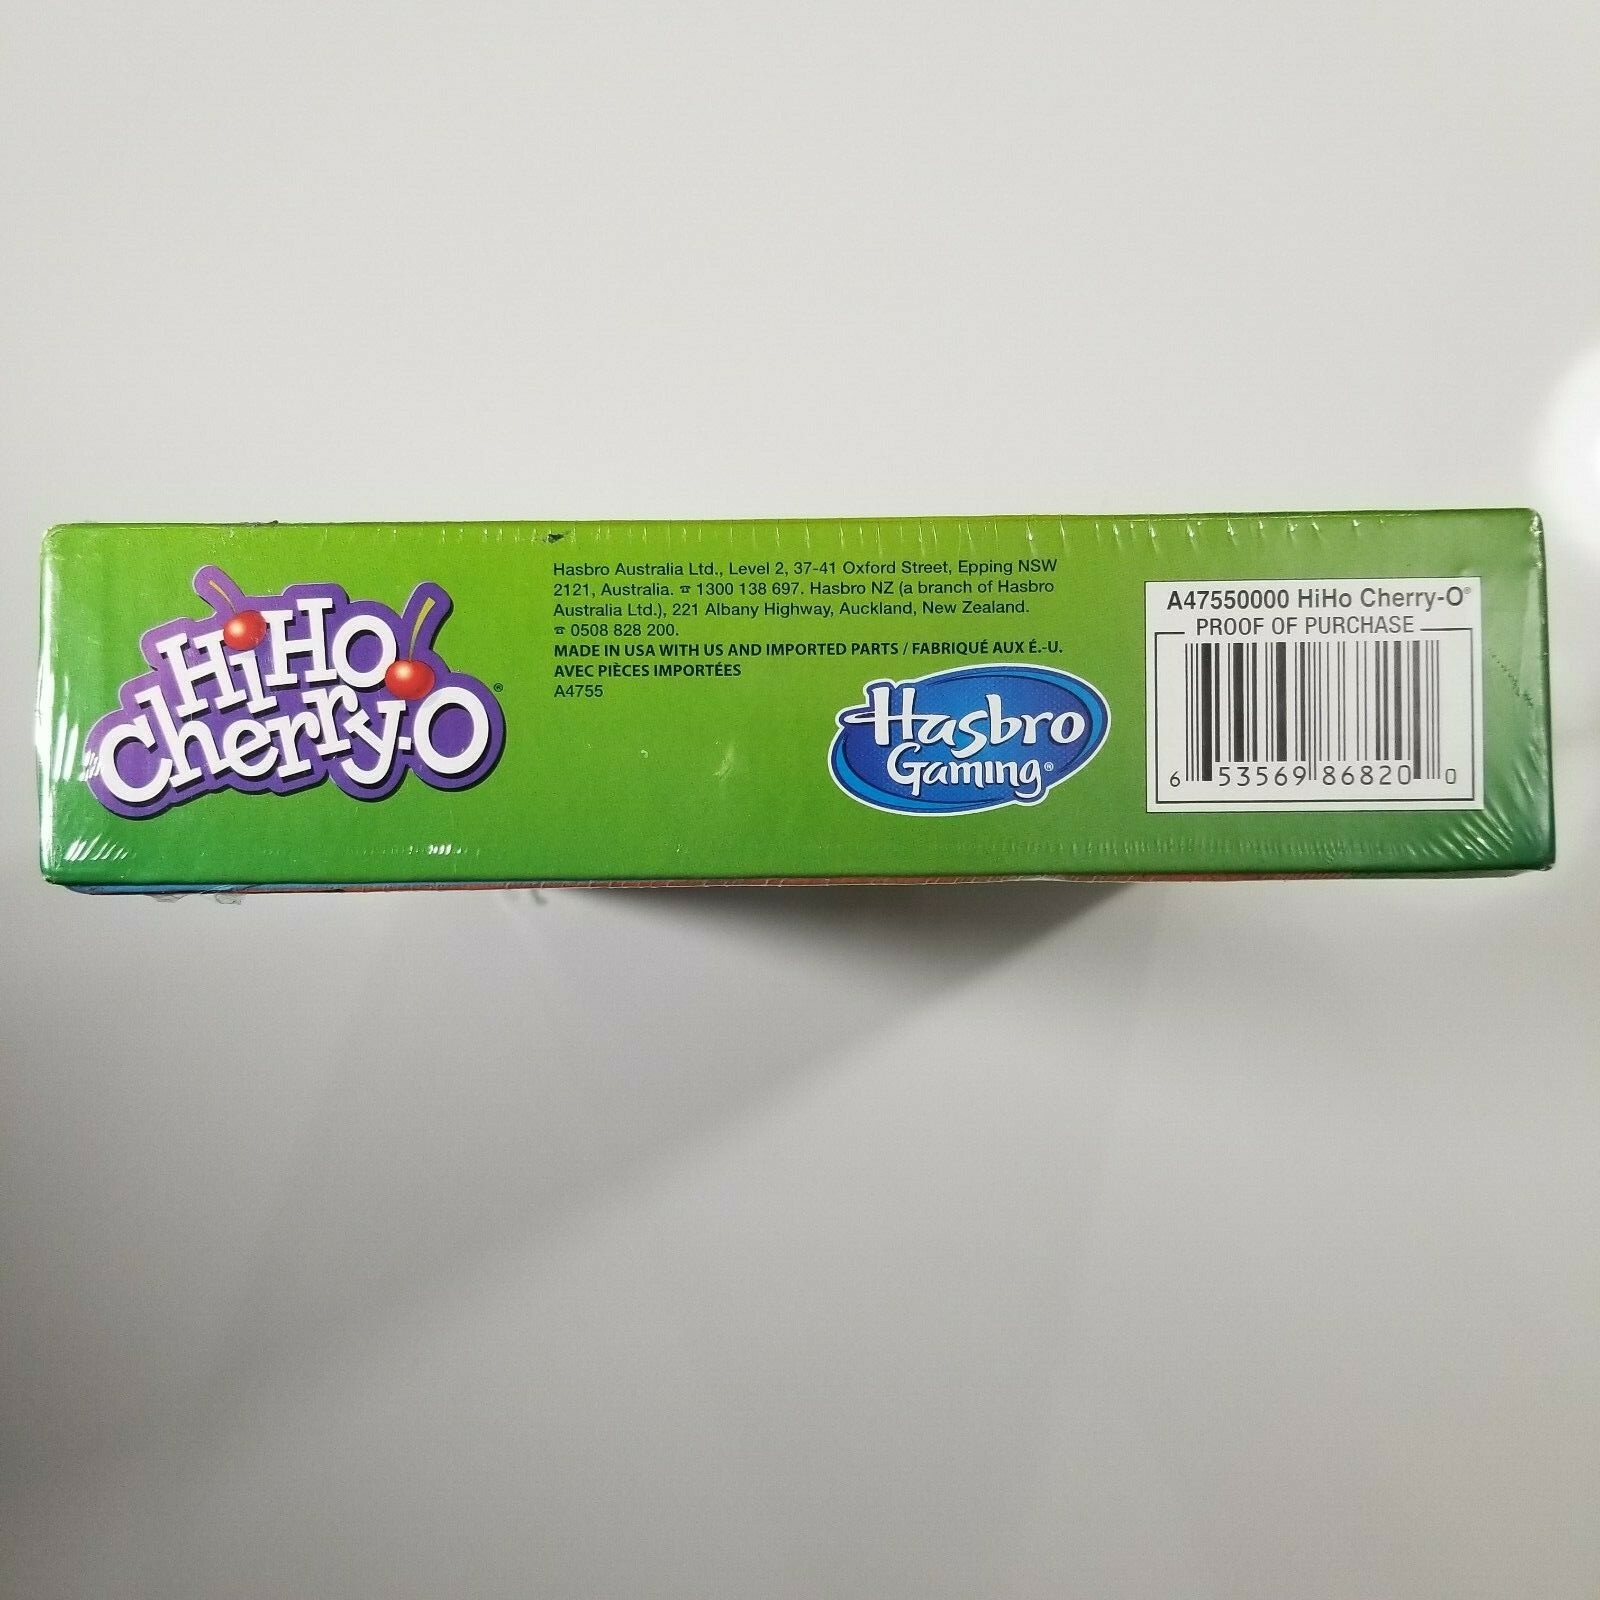 HiHo
Cherry-O®
Hasbro Australia Ltd., Level 2, 37-41 Oxford Street, Epping NSW
2121, Australia. ☎ 1300 138 697. Hasbro NZ (a branch of Hasbro
Australia Ltd.), 221 Albany Highway, Auckland, New Zealand.
☎ 0508 828 200.
MADE IN USA WITH US AND IMPORTED PARTS / FABRIQUÉ AUX É.-U.
AVEC PIÈCES IMPORTÉES
A4755
Hasbro
Gaming®
A47550000 HiHo Cherry-O®
PROOF OF PURCHASE
6 53569 86820 0